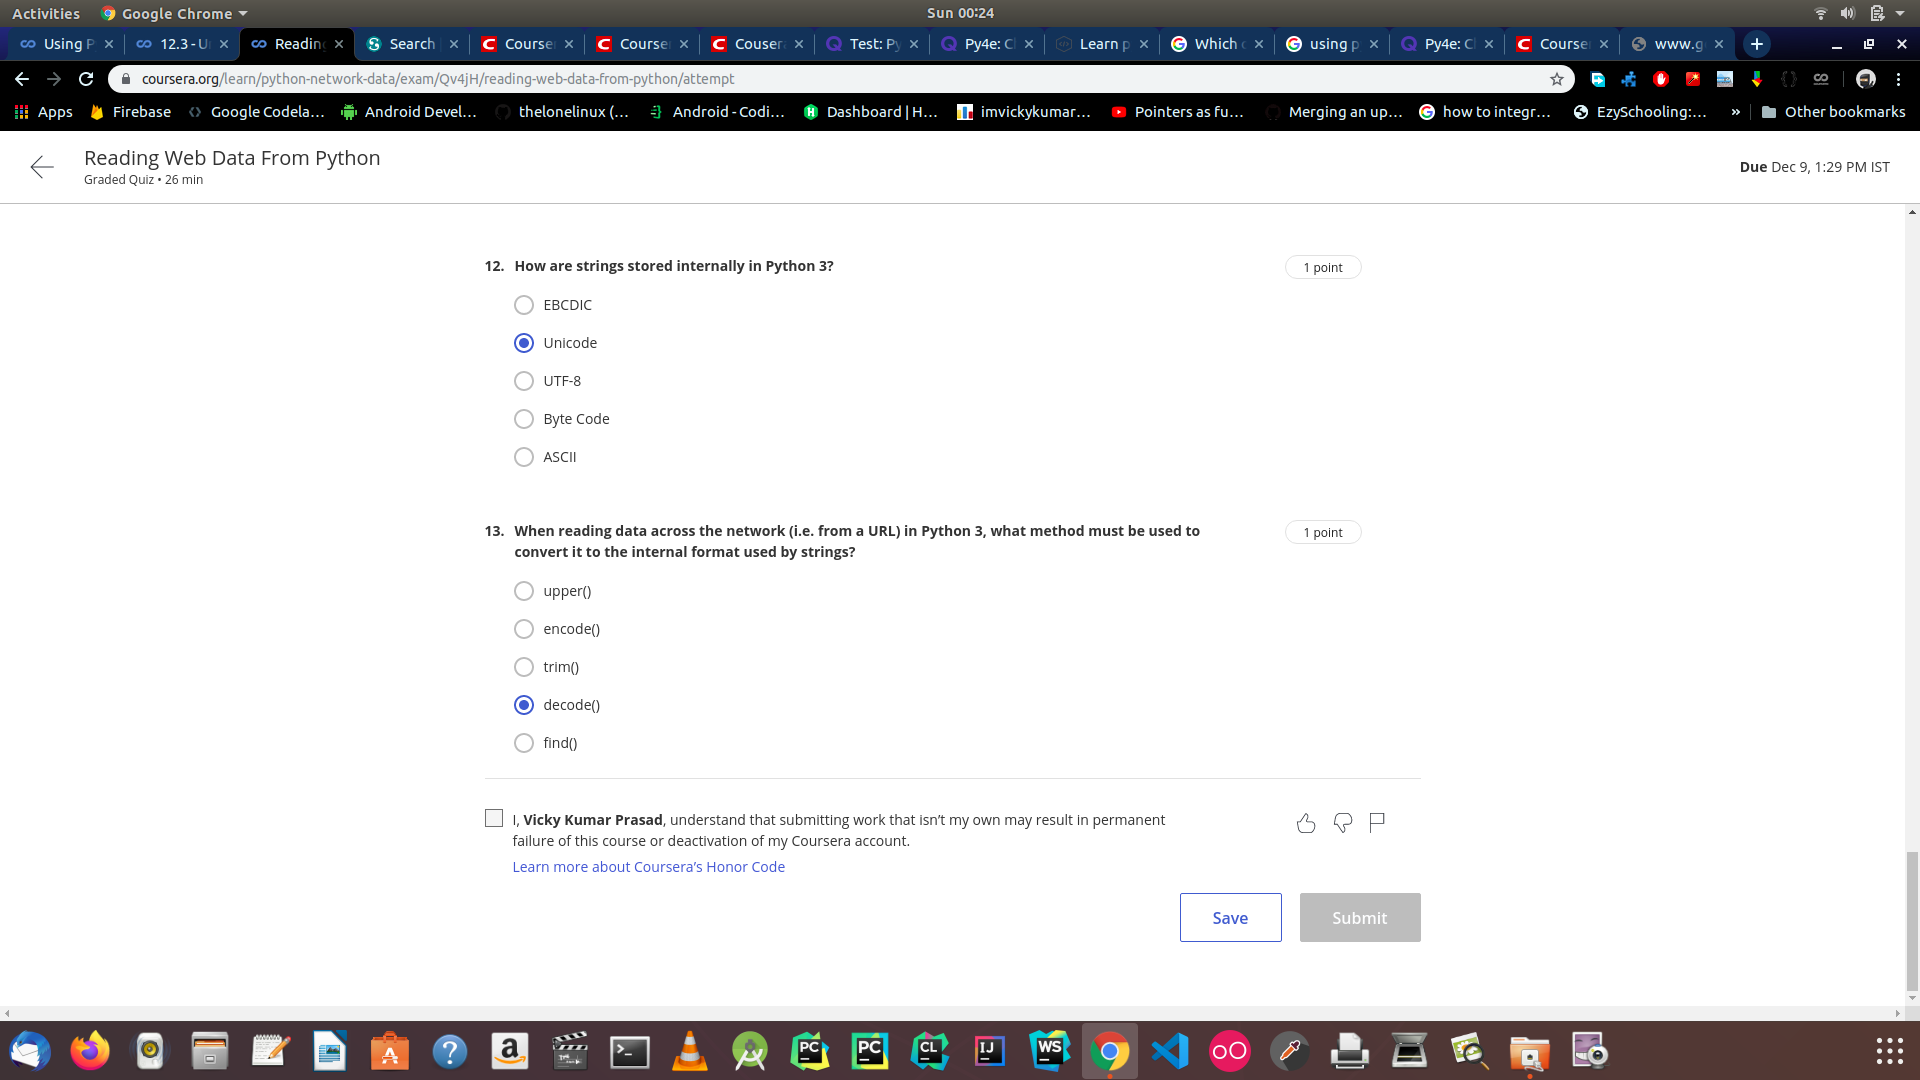 Activities Google Chrome Sun 00:24
Using P 12.3 - U Reading Search Course Course Couser Test: Py Py4e: Cl Learn p Which using p Py4e: Cl Course www.g
coursera.org/learn/python-network-data/exam/Qv4jH/reading-web-data-from-python/attempt
Apps Firebase Google Codela... Android Devel... thelonelinux (... Android - Codi... Dashboard | H... imvickykumar... Pointers as fu... Merging an up... how to integr... EzySchooling:... » Other bookmarks
Reading Web Data From Python
Graded Quiz • 26 min
Due Dec 9, 1:29 PM IST
12. How are strings stored internally in Python 3? 1 point
EBCDIC
Unicode
UTF-8
Byte Code
ASCII
13. When reading data across the network (i.e. from a URL) in Python 3, what method must be used to 1 point
convert it to the internal format used by strings?
upper()
encode()
trim()
decode()
find()
I, Vicky Kumar Prasad, understand that submitting work that isn't my own may result in permanent
failure of this course or deactivation of my Coursera account.
Learn more about Coursera's Honor Code
Save Submit